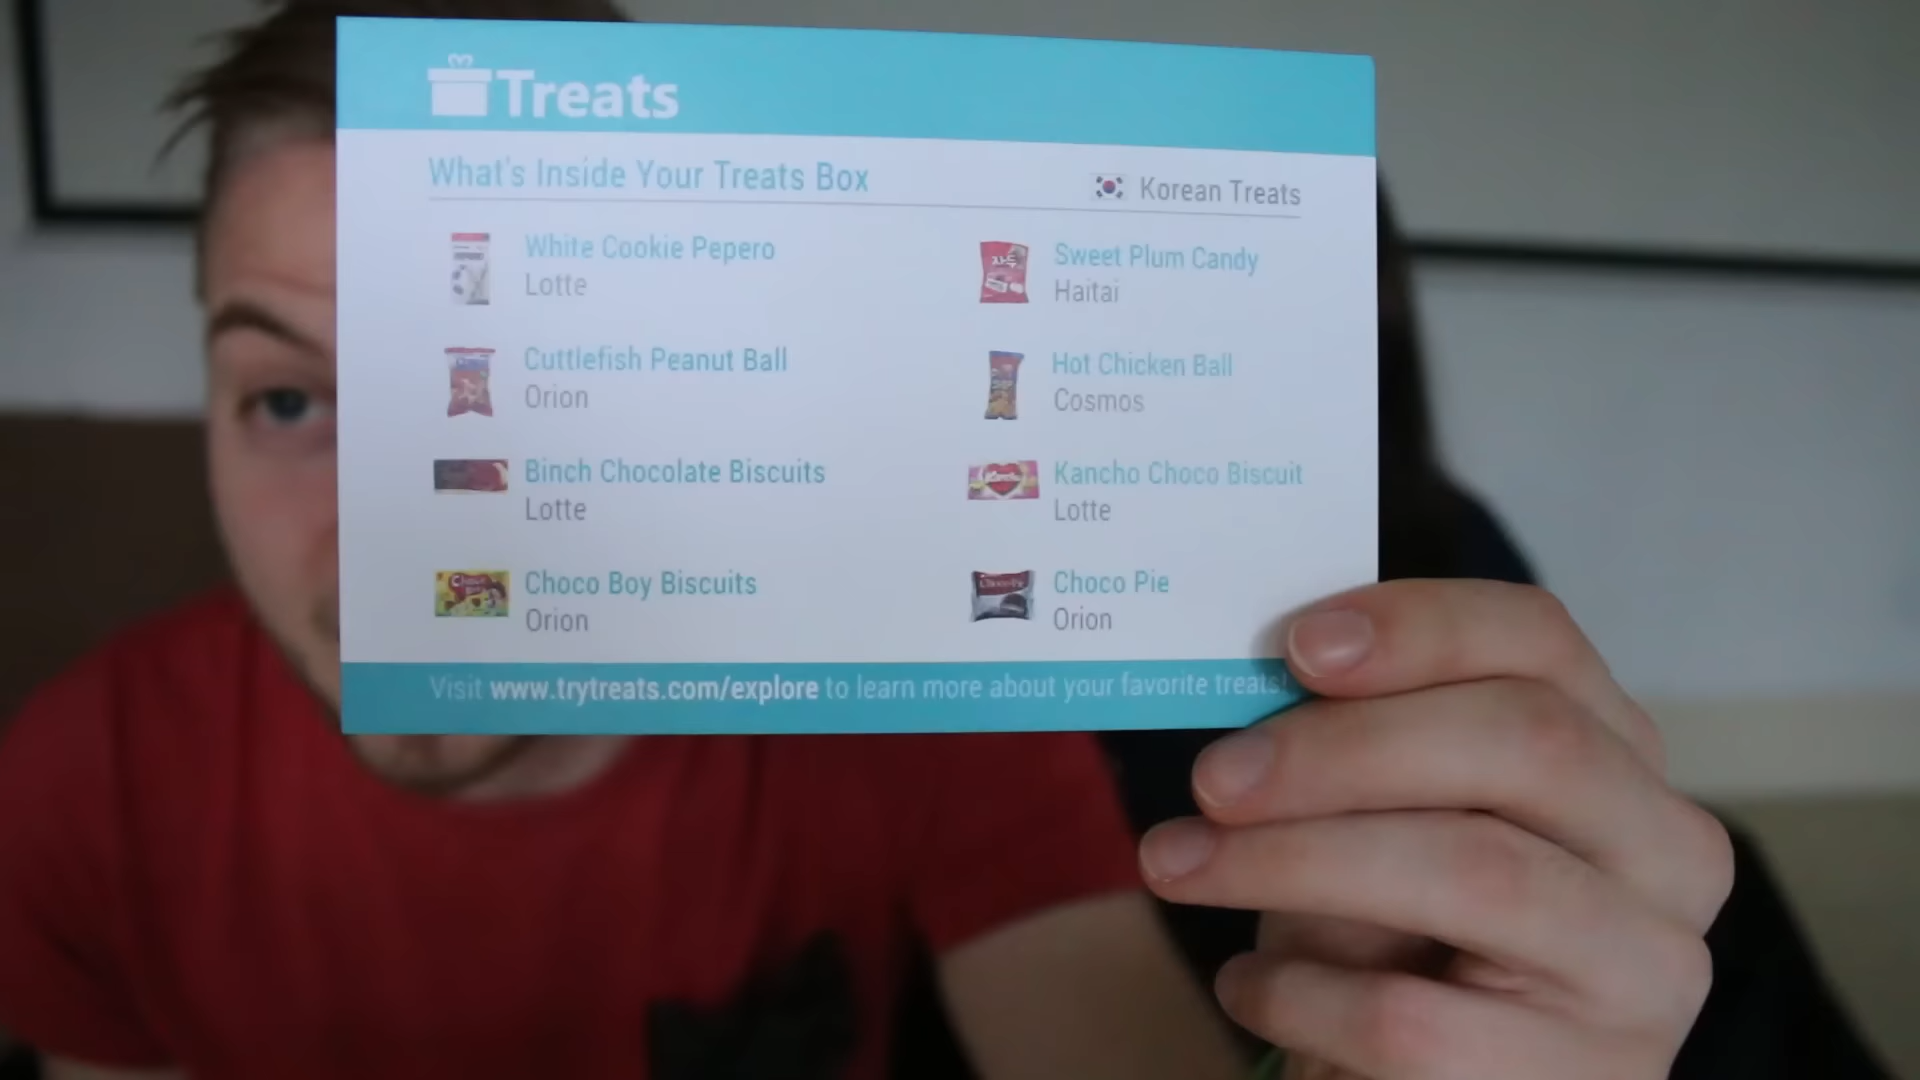 Treats
What's Inside Your Treats Box
Korean Treats
White Cookie Pepero
Lotte
Sweet Plum Candy
Haitai
Cuttlefish Peanut Ball
Orion
Hot Chicken Ball
Cosmos
Binch Chocolate Biscuits
Lotte
Kancho Choco Biscuit
Lotte
Choco Boy Biscuits
Orion
Choco Pie
Orion
Visit www.trytreats.com/explore to learn more about your favorite treats!